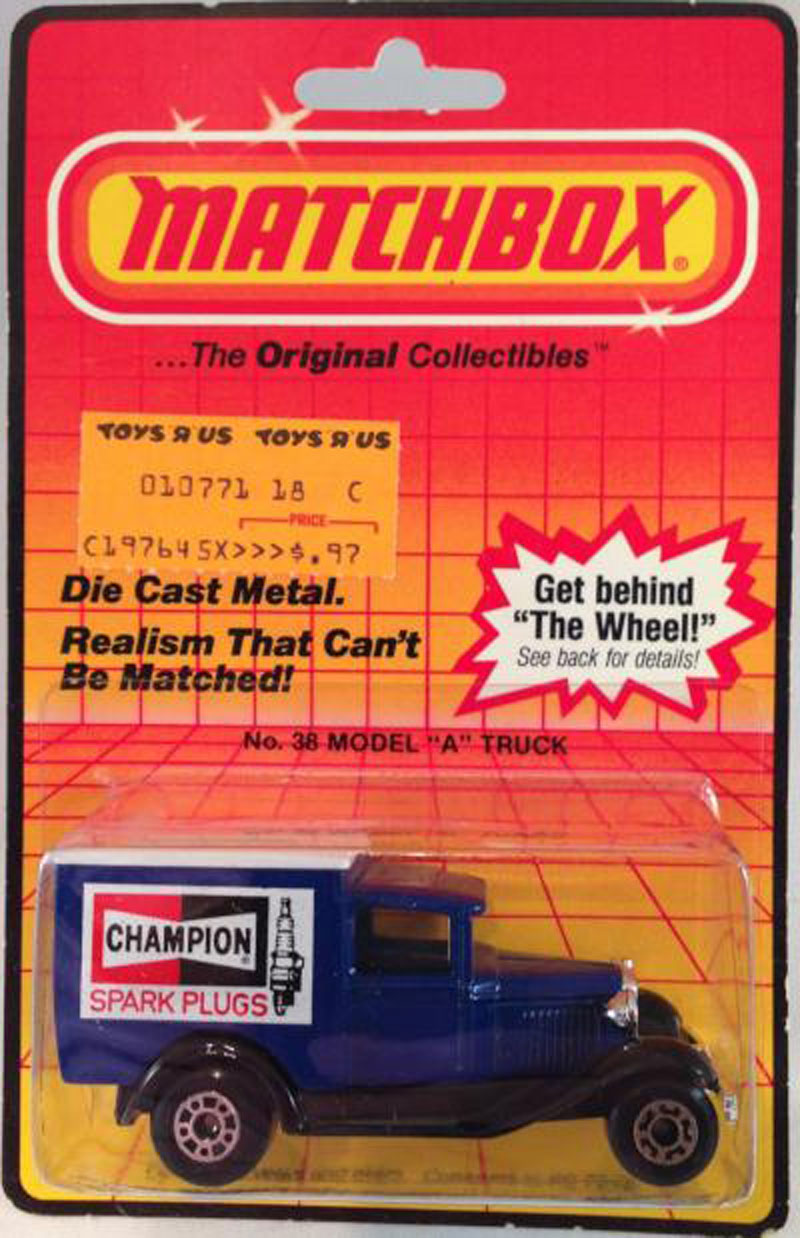 MATCHBOX®
...The Original Collectibles™
TOYS R US TOYS R US
010771 18 C
PRICE
C197645X>>>$.97
Die Cast Metal.
Realism That Can't
Be Matched!
Get behind
“The Wheel!”
See back for details!
No. 38 MODEL “A” TRUCK
CHAMPION®
SPARK PLUGS